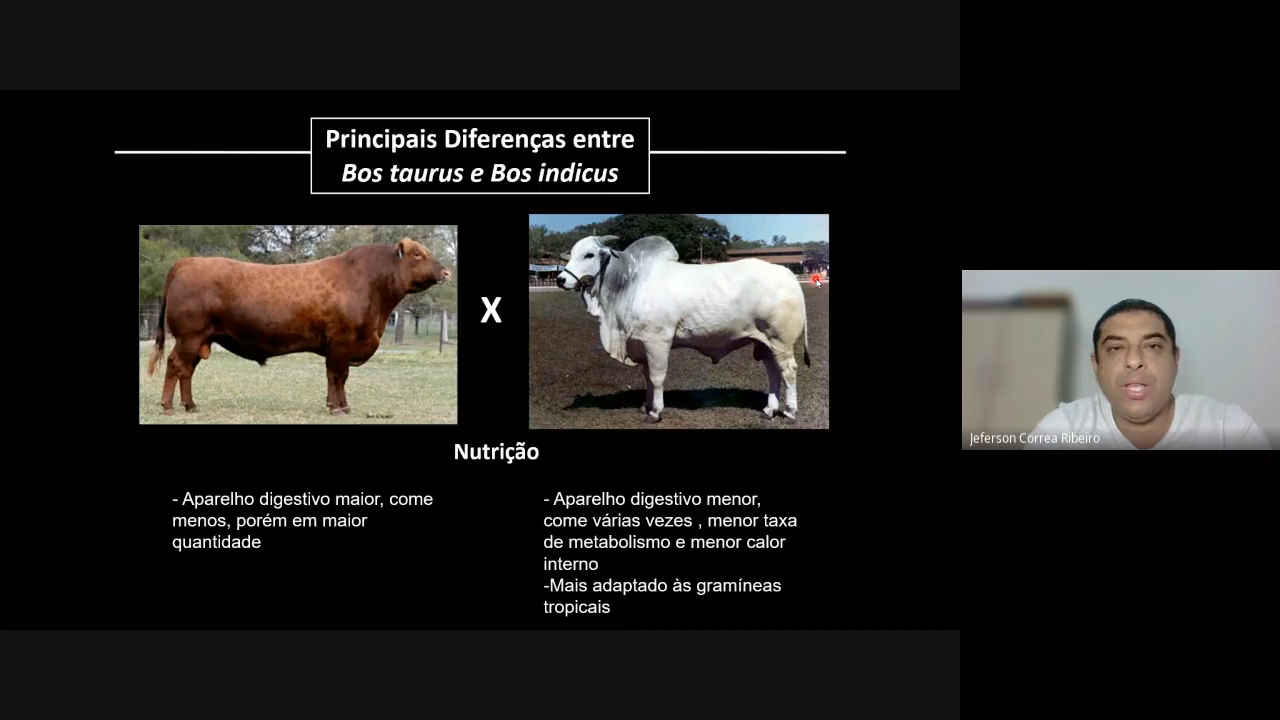 Principais Diferenças entre
Bos taurus e Bos indicus
X
Nutrição
- Aparelho digestivo maior, come
menos, porém em maior
quantidade
- Aparelho digestivo menor,
come várias vezes , menor taxa
de metabolismo e menor calor
interno
-Mais adaptado às gramíneas
tropicais
Jeferson Correa Ribeiro